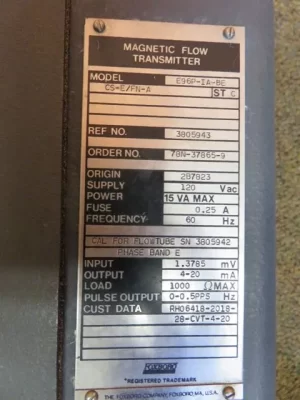 MAGNETIC FLOW
TRANSMITTER
MODEL E96P-IA-BE
CS-E/FN-A ST C
REF NO. 3805943
ORDER NO. 78N-37865-9
ORIGIN 287823
SUPPLY 120 Vac
POWER 15 VA MAX
FUSE 0.25 A
FREQUENCY 60 Hz
CAL FOR FLOWTUBE SN 3805942
PHASE BAND E
INPUT 1.3785 mV
OUTPUT 4-20 mA
LOAD 1000 ΩMAX
PULSE OUTPUT 0-0.5PPS Hz
CUST DATA RH06418-2019-
28-CVT-4-20
FOXBORO
*REGISTERED TRADEMARK
THE FOXBORO COMPANY, FOXBORO, MA, U.S.A.